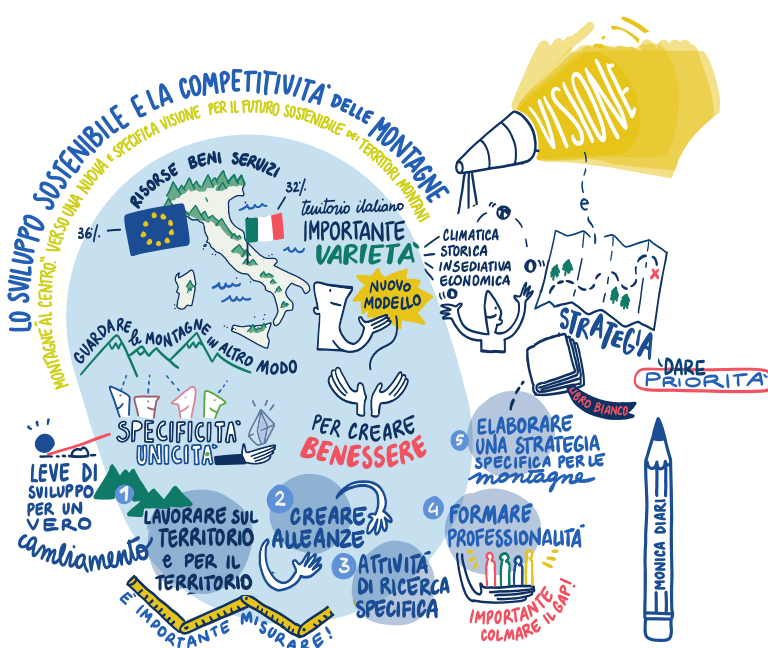 LO SVILUPPO SOSTENIBILE E LA COMPETITIVITA' DELLE MONTAGNE
"MONTAGNE AL CENTRO." VERSO UNA NUOVA E SPECIFICA VISIONE PER IL FUTURO SOSTENIBILE DEI TERRITORI MONTANI
VISIONE
e
STRATEGIA
RISORSE BENI SERVIZI
36%
32%
territorio italiano
IMPORTANTE
VARIETA'
CLIMATICA
STORICA
INSEDIATIVA
ECONOMICA
NUOVO
MODELLO
GUARDARE le MONTAGNE IN ALTRO MODO
SPECIFICITA'
UNICITA'
PER CREARE
BENESSERE
LIBRO BIANCO
'DARE
PRIORITA'
LEVE DI
SVILUPPO
PER UN
VERO
cambiamento
1
LAVORARE SUL
TERRITORIO
e PER IL
TERRITORIO
E' IMPORTANTE MISURARE!
2
CREARE
ALLEANZE
3
ATTIVITÁ
DI RICERCA
SPECIFICA
4
FORMARE
PROFESSIONALITA'
IMPORTANTE
COLMARE IL GAP!
5
ELABORARE
UNA STRATEGIA
SPECIFICA PER LE
montagne
MONICA DIARI